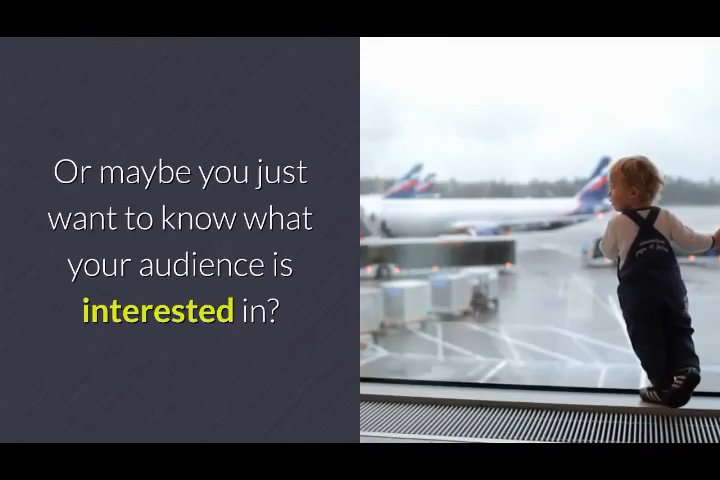 Or maybe you just
want to know what
your audience is
interested in?